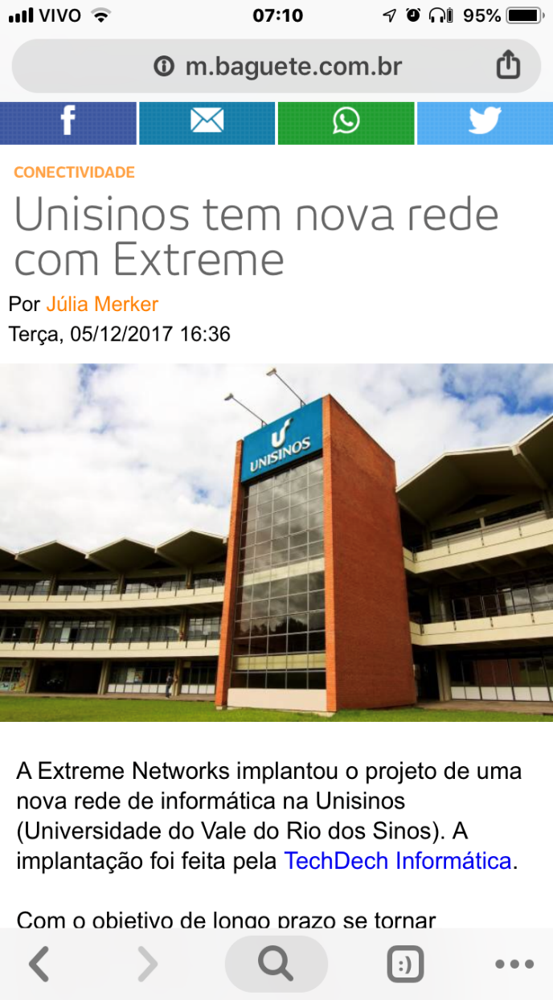 VIVO 07:10 95%
m.baguete.com.br
CONECTIVIDADE
Unisinos tem nova rede
com Extreme
Por Júlia Merker
Terça, 05/12/2017 16:36
UNISINOS
A Extreme Networks implantou o projeto de uma
nova rede de informática na Unisinos
(Universidade do Vale do Rio dos Sinos). A
implantação foi feita pela TechDech Informática.
Com o objetivo de longo prazo se tornar
:)